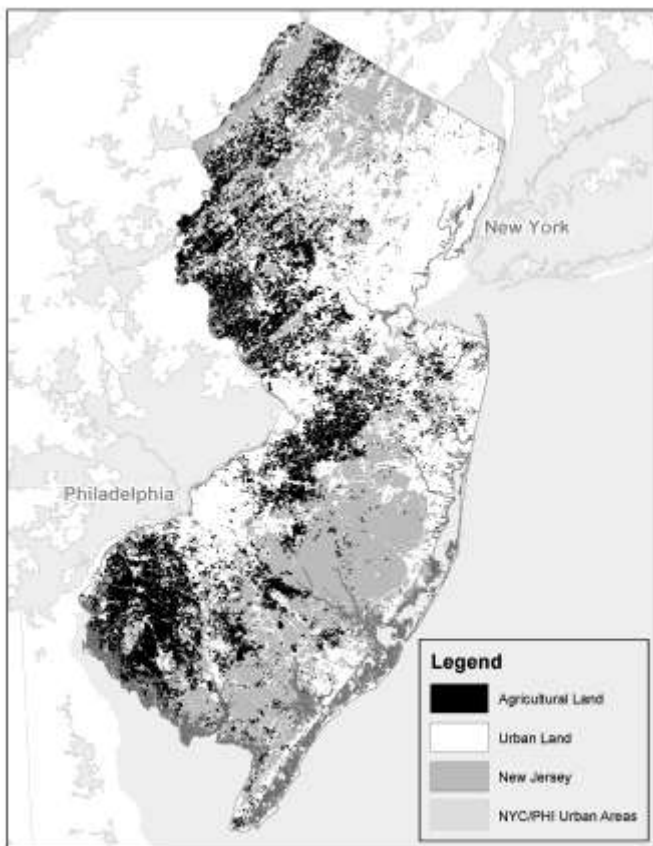 New York
Philadelphia
Legend
Agricultural Land
Urban Land
New Jersey
NYC/PHI Urban Areas